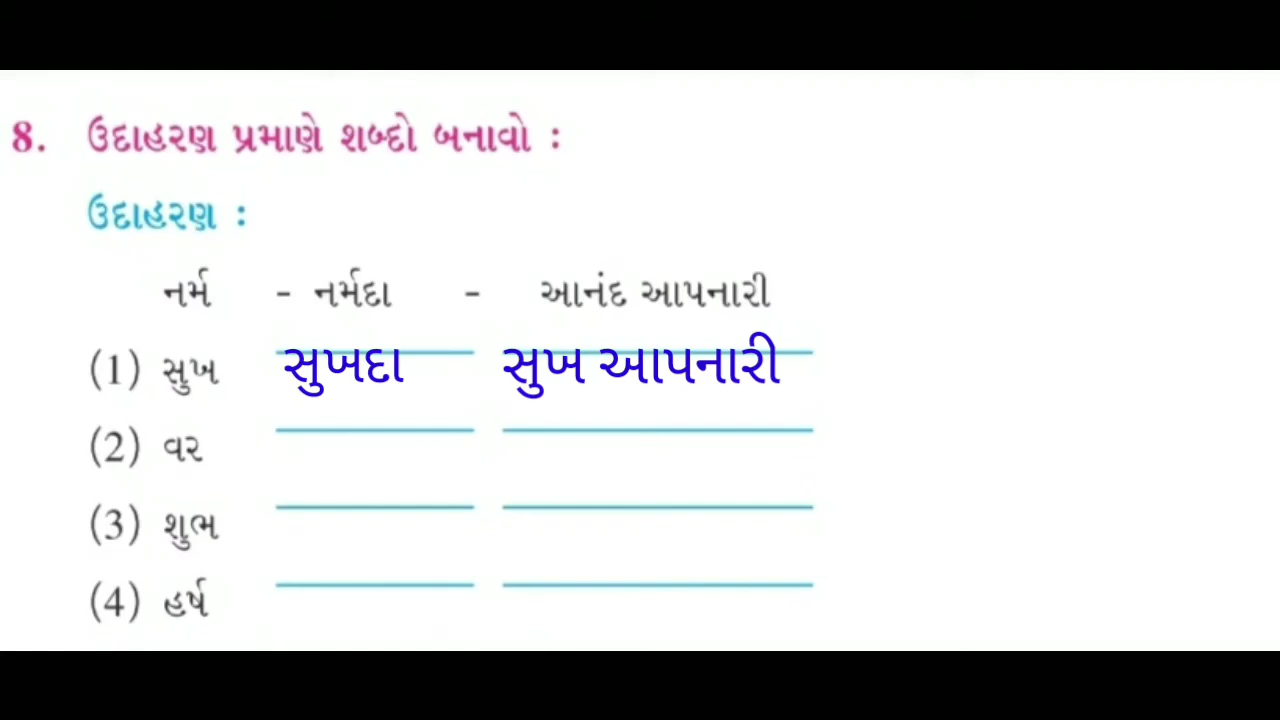 8. ઉદાહરણ પ્રમાણે શબ્દો બનાવો :
ઉદાહરણ :
નર્મ - નર્મદા - આનંદ આપનારી
(1) સુખ સુખદા સુખ આપનારી
(2) વર
(3) શુભ
(4) હર્ષ